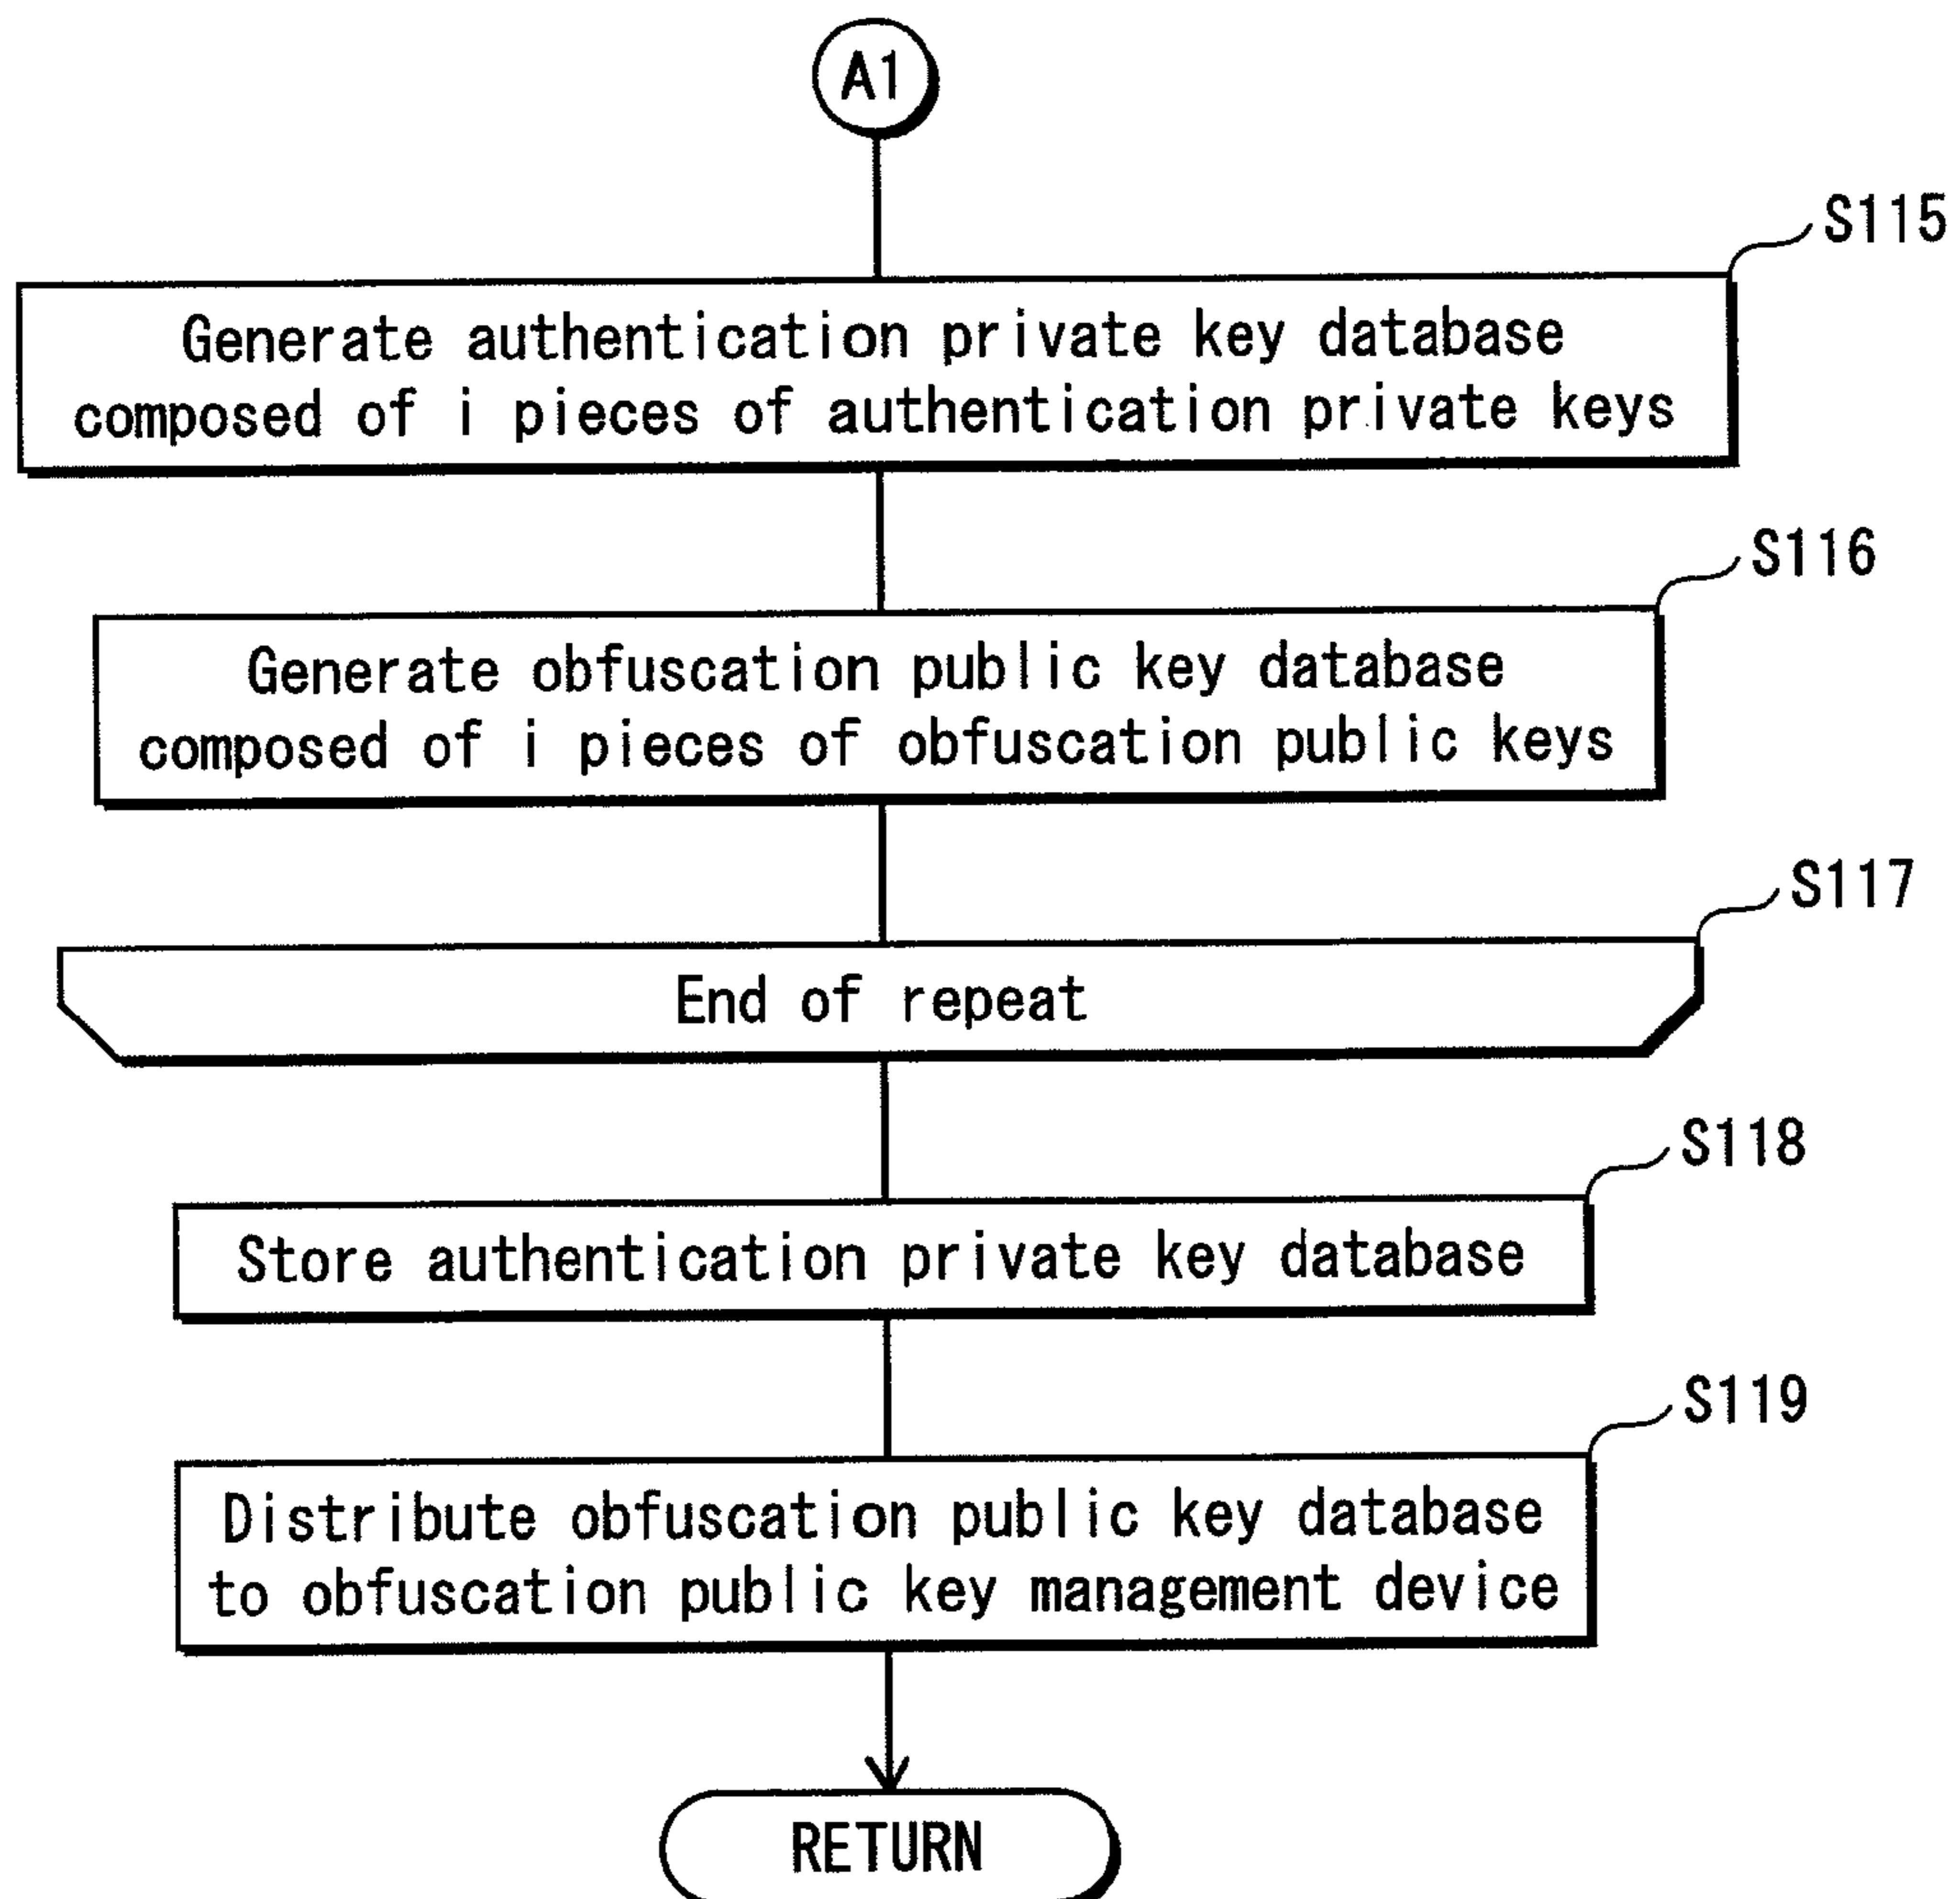 A1
S115
Generate authentication private key database
composed of i pieces of authentication private keys
S116
Generate obfuscation public key database
composed of i pieces of obfuscation public keys
S117
End of repeat
S118
Store authentication private key database
S119
Distribute obfuscation public key database
to obfuscation public key management device
RETURN